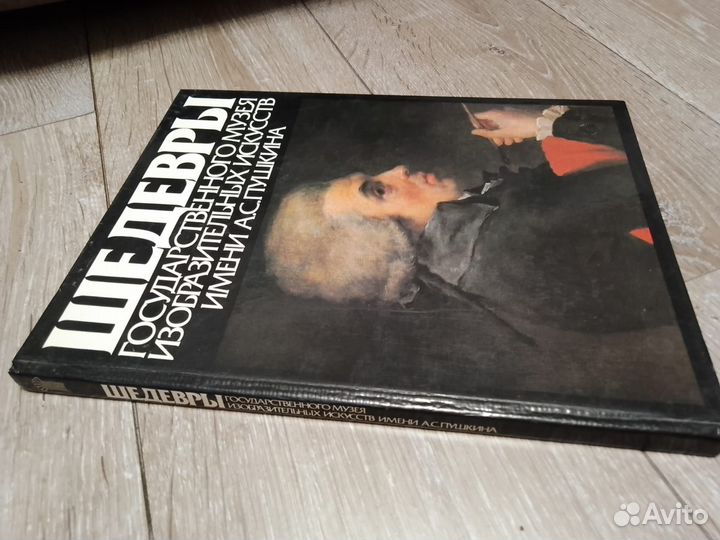 ШЕДЕВРЫ
ГОСУДАРСТВЕННОГО МУЗЕЯ
ИЗОБРАЗИТЕЛЬНЫХ ИСКУССТВ
ИМЕНИ А.С.ПУШКИНА
ШЕДЕВРЫ
ГОСУДАРСТВЕННОГО МУЗЕЯ
ИЗОБРАЗИТЕЛЬНЫХ ИСКУССТВ ИМЕНИ А.С.ПУШКИНА
Avito